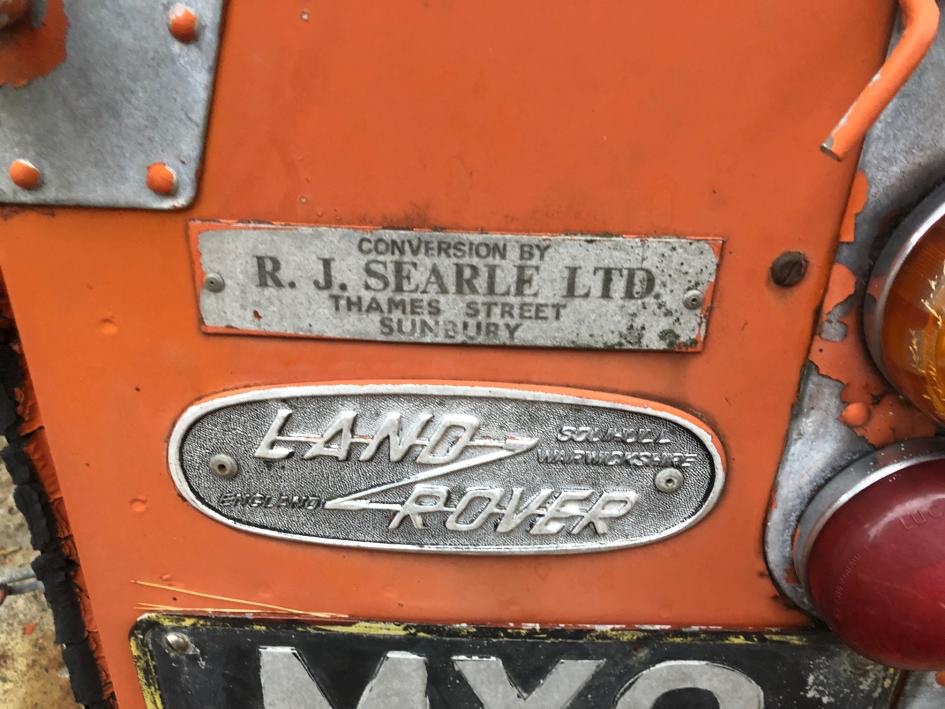 CONVERSION BY
R. J. SEARLE LTD.
THAMES STREET
SUNBURY
LAND
ROVER
SOLIHULL
WARWICKSHIRE
ENGLAND